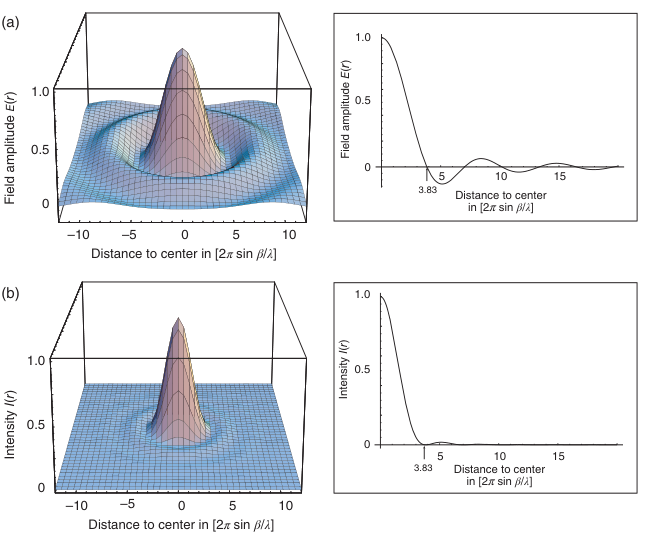 (a)
1.0
0.5
0
Field amplitude E(r)
−10 −5 0 5 10
Distance to center in [2π sin β/λ]
1.0
0.5
0
Field amplitude E(r)
5 10 15
3.83
Distance to center
in [2π sin β/λ]
(b)
1.0
0.5
0
Intensity I(r)
−10 −5 0 5 10
Distance to center in [2π sin β/λ]
1.0
0.5
0
Intensity I(r)
5 10 15
3.83
Distance to center
in [2π sin β/λ]